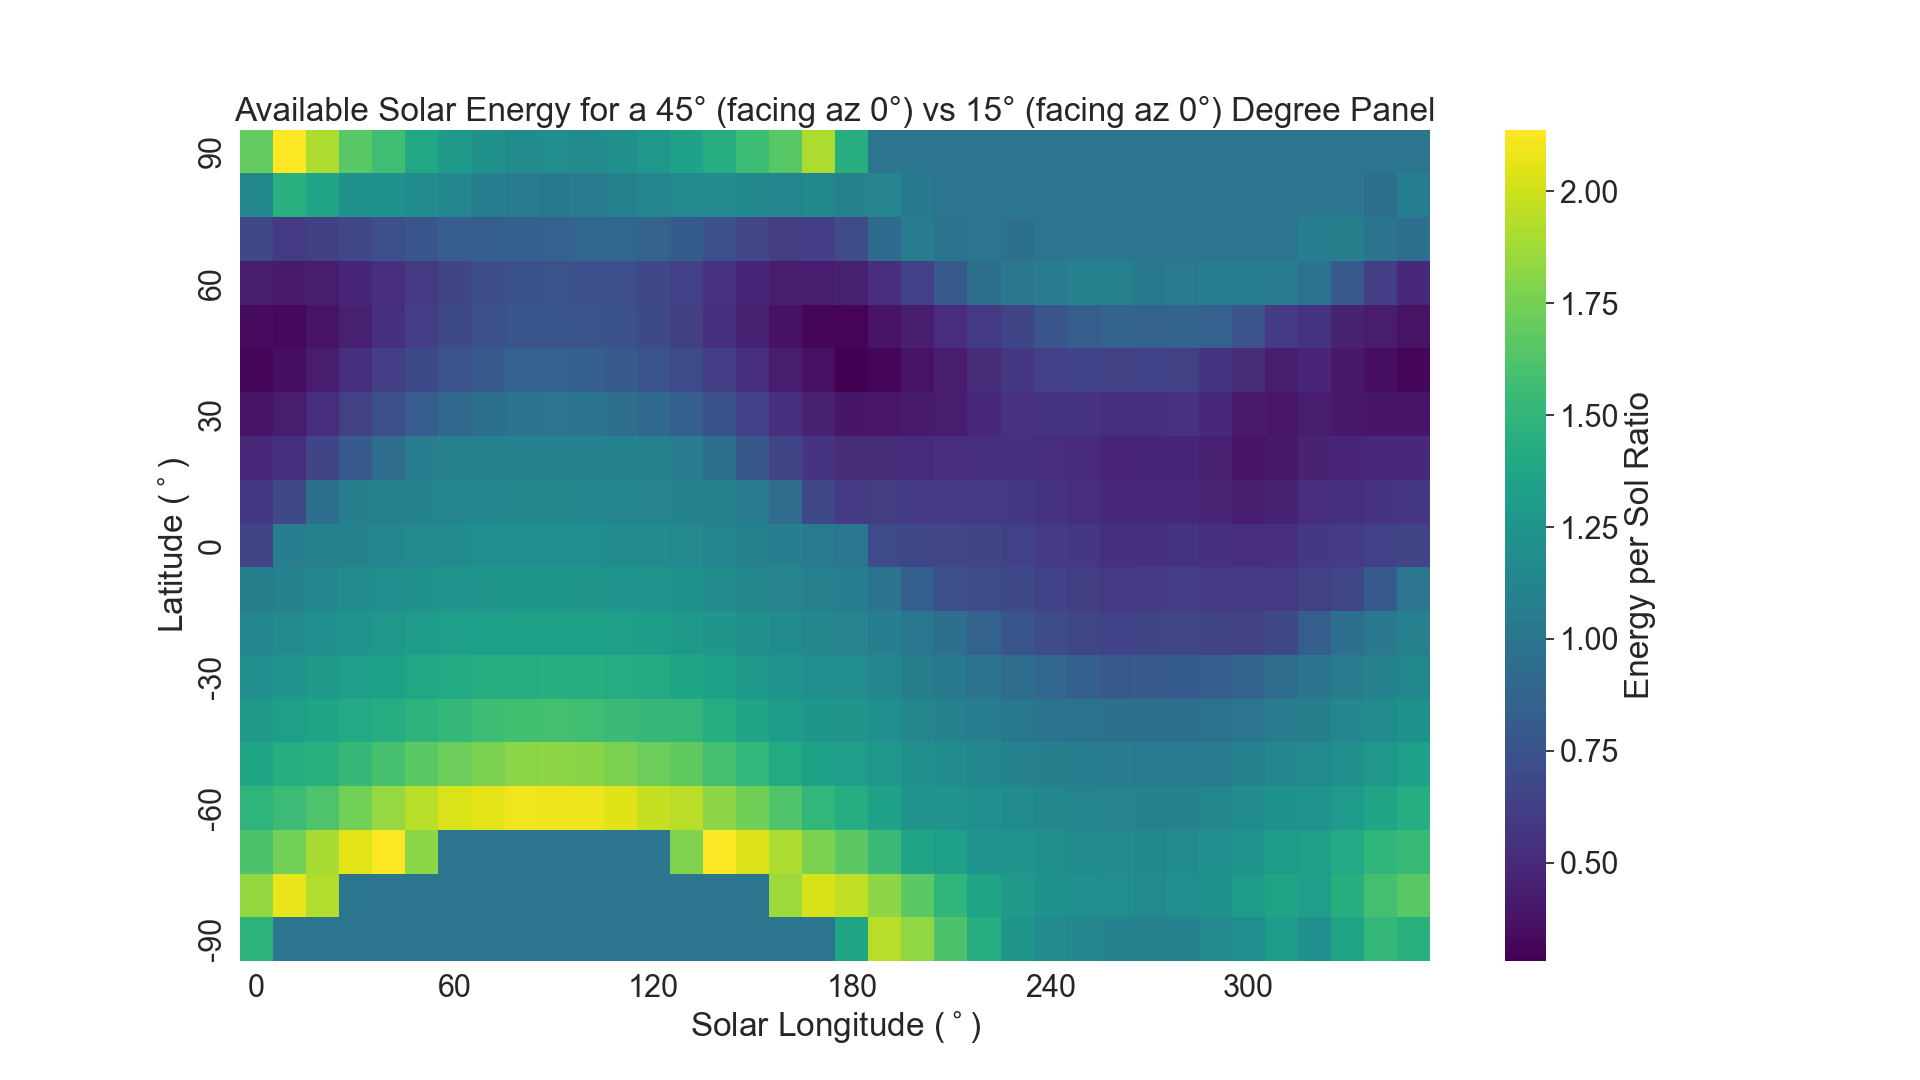 Available Solar Energy for a 45° (facing az 0°) vs 15° (facing az 0°) Degree Panel
90
60
30
0
-30
-60
-90
Latitude (°)
0 60 120 180 240 300
Solar Longitude (°)
2.00
1.75
1.50
1.25
1.00
0.75
0.50
Energy per Sol Ratio